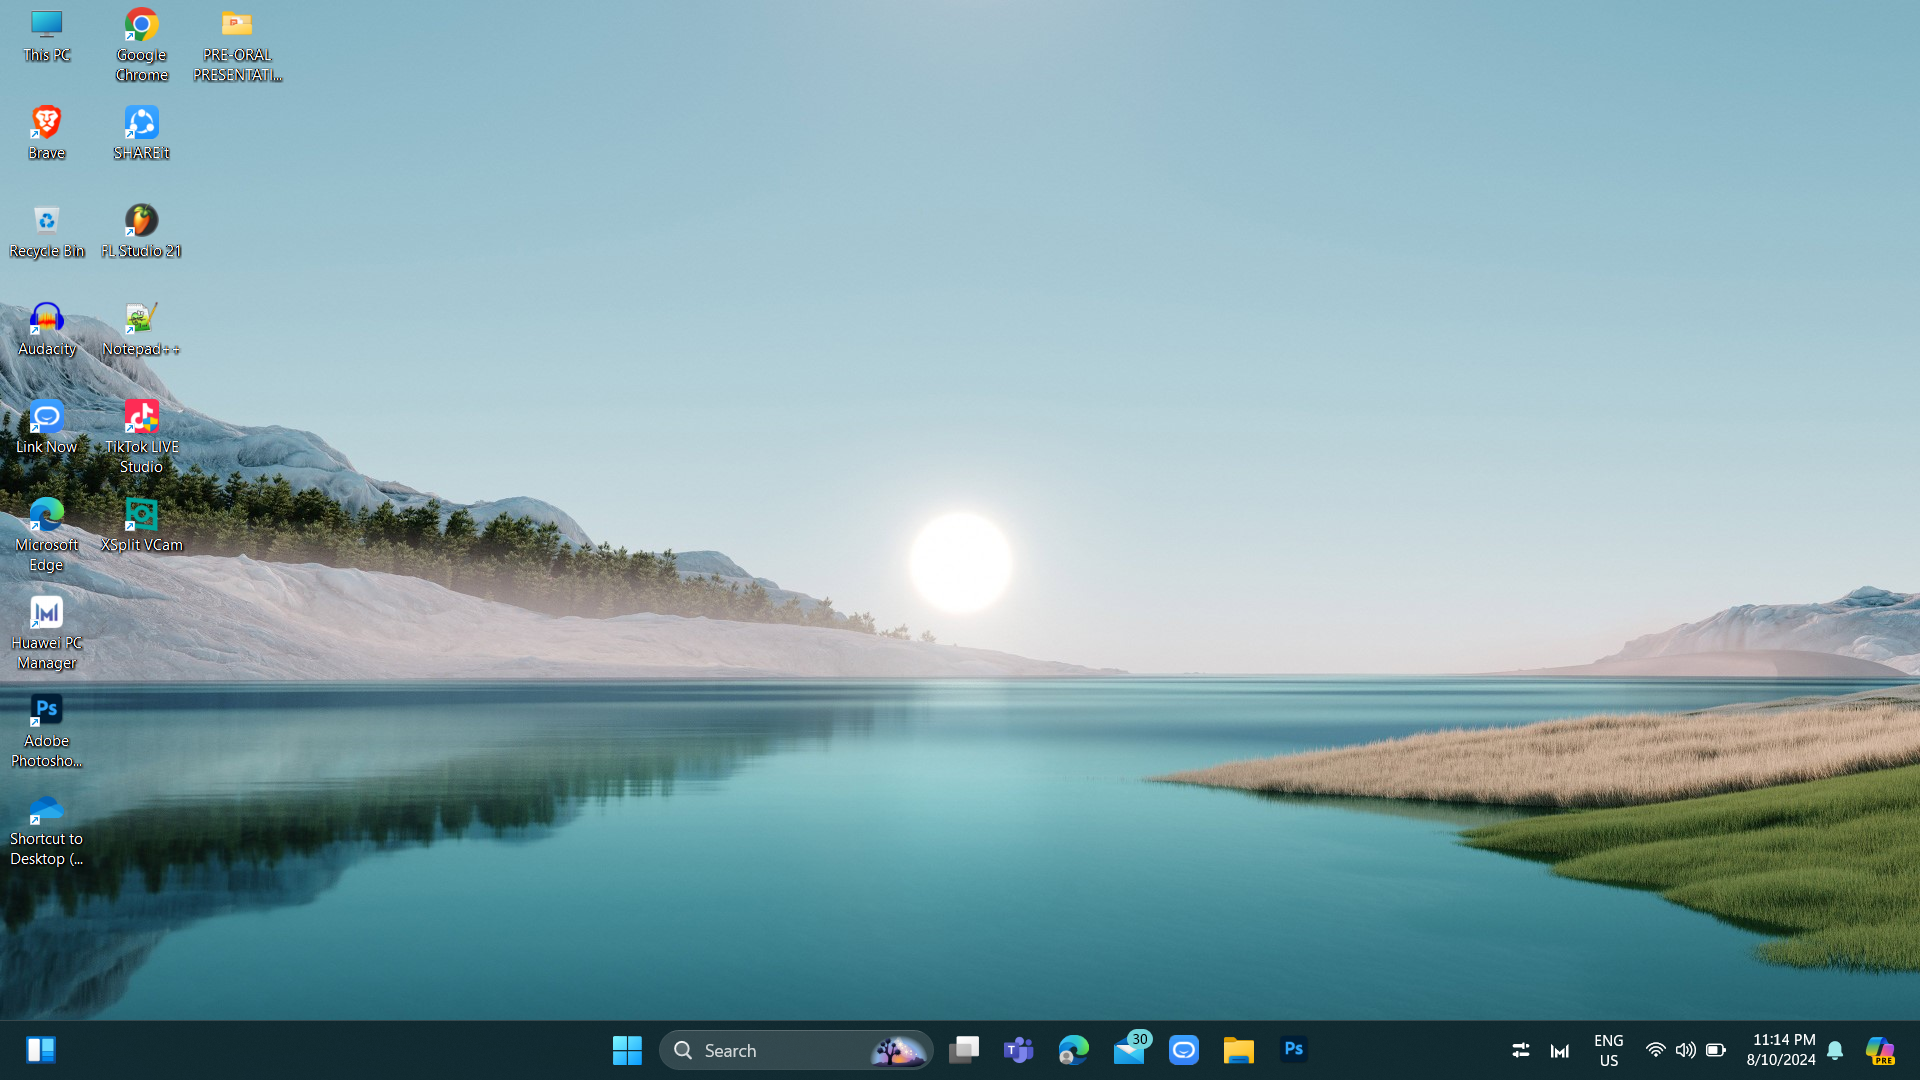 This PC
Google
Chrome
PRE-ORAL
PRESENTATI...
Brave
SHAREit
Recycle Bin
FL Studio 21
Audacity
Notepad++
Link Now
TikTok LIVE
Studio
Microsoft
Edge
XSplit VCam
Huawei PC
Manager
Ps
Adobe
Photosho...
Shortcut to
Desktop (...
Search
T
30
Ps
ENG
US
11:14 PM
8/10/2024
PRE